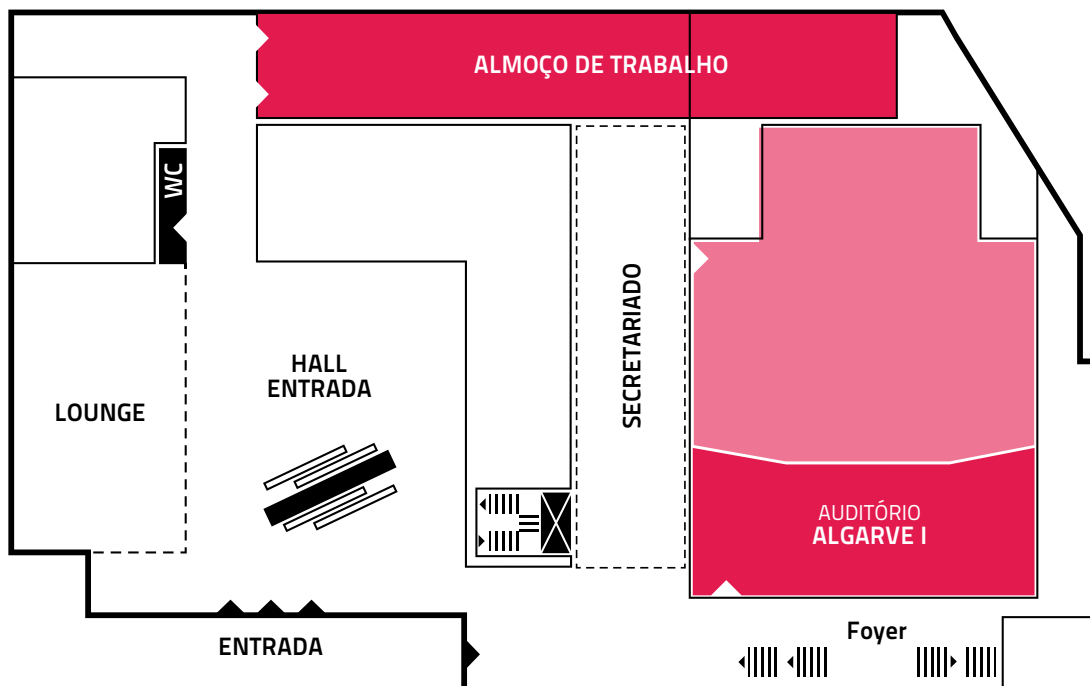 ALMOÇO DE TRABALHO
WC
SECRETARIADO
HALL
ENTRADA
LOUNGE
AUDITÓRIO
ALGARVE I
Foyer
ENTRADA